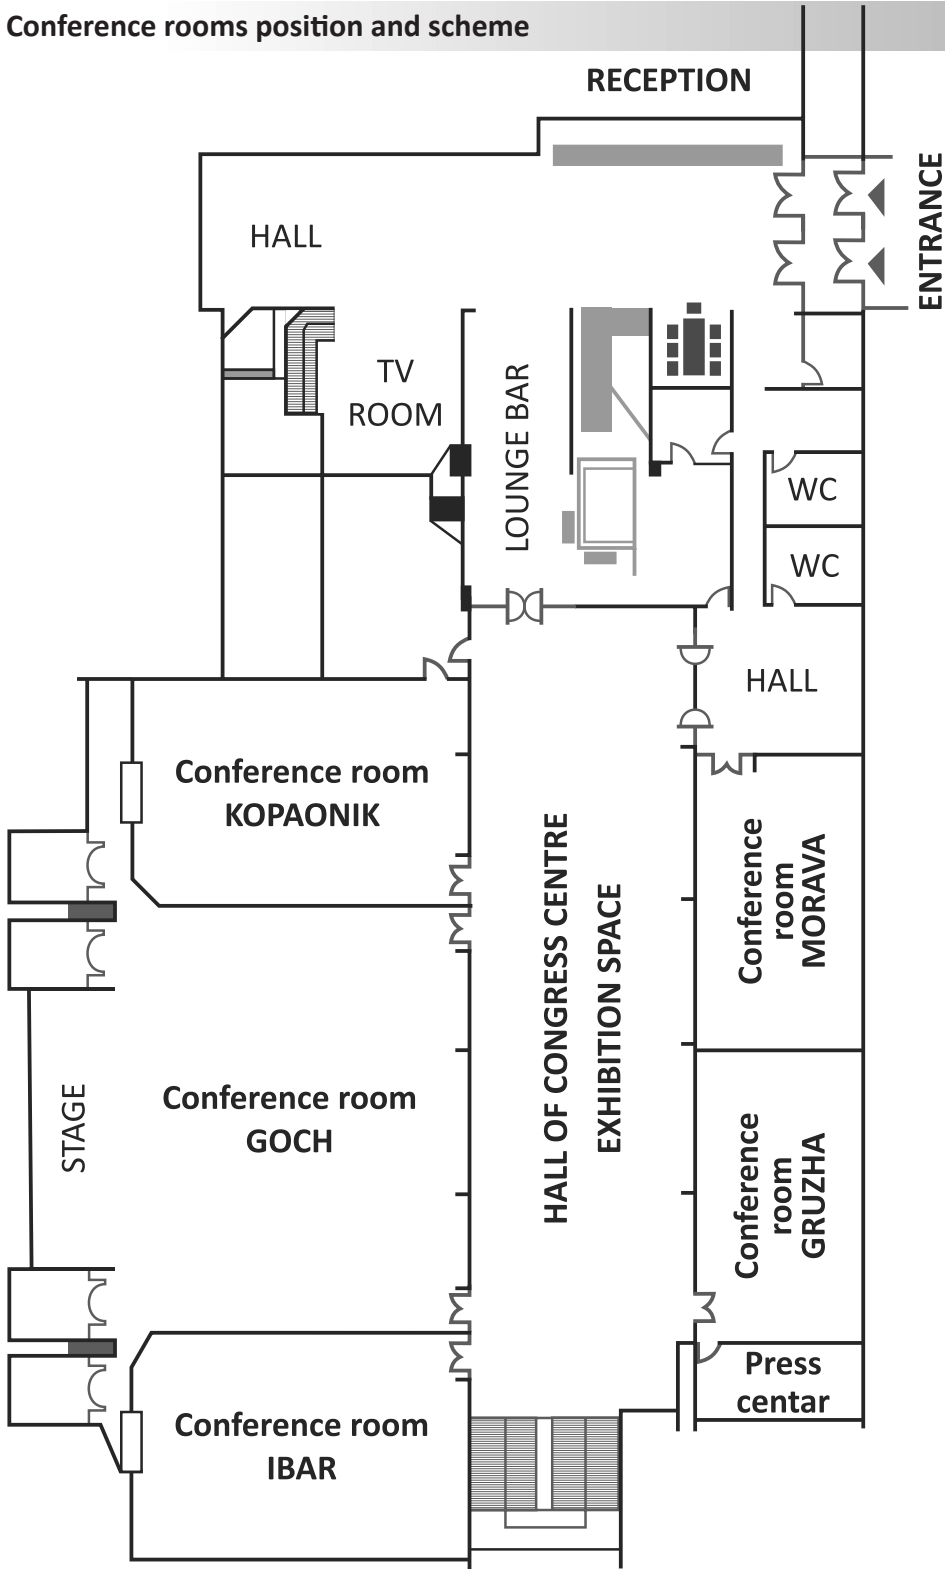 Conference rooms position and scheme
RECEPTION
ENTRANCE
HALL
TV
ROOM
LOUNGE BAR
WC
WC
HALL
Conference room
KOPAONIK
HALL OF CONGRESS CENTRE
EXHIBITION SPACE
Conference
room
MORAVA
STAGE
Conference room
GOCH
Conference
room
GRUZHA
Press
centar
Conference room
IBAR